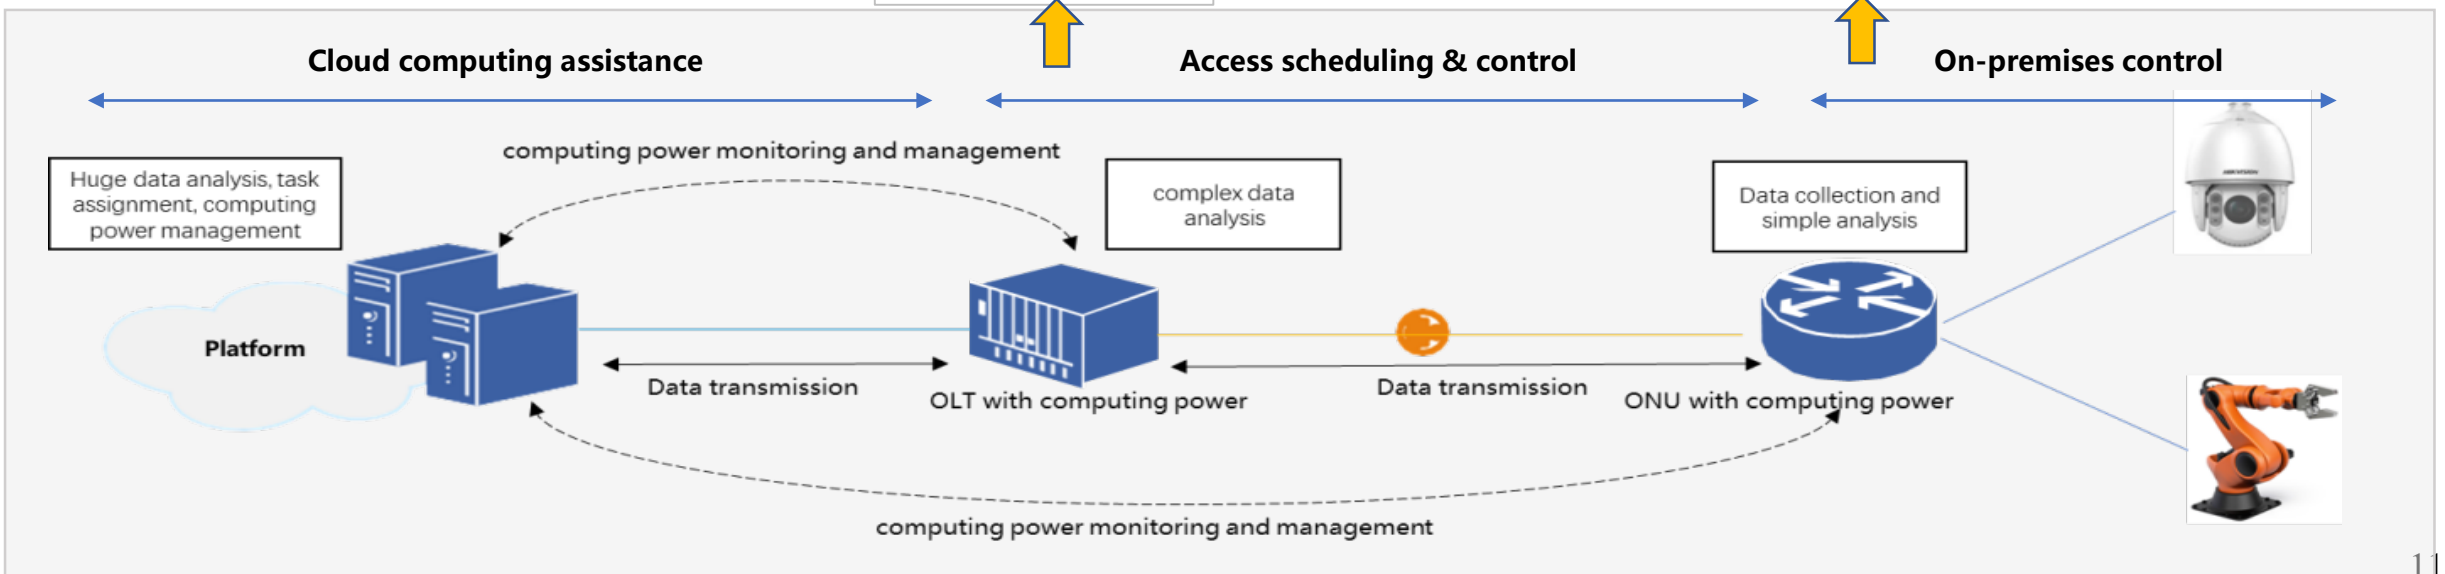 Cloud computing assistance
Access scheduling & control
On-premises control
computing power monitoring and management
Huge data analysis, task
assignment, computing
power management
complex data
analysis
Data collection and
simple analysis
HIKVISION
Platform
Data transmission
Data transmission
OLT with computing power
ONU with computing power
computing power monitoring and management
11